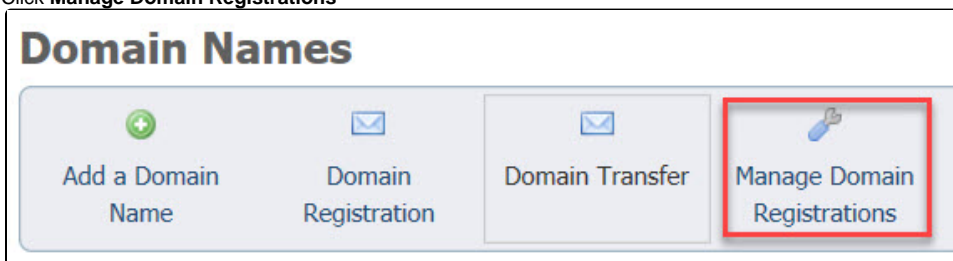 Click Manage Domain Registrations
Domain Names
Add a Domain
Name
Domain
Registration
Domain Transfer
Manage Domain
Registrations